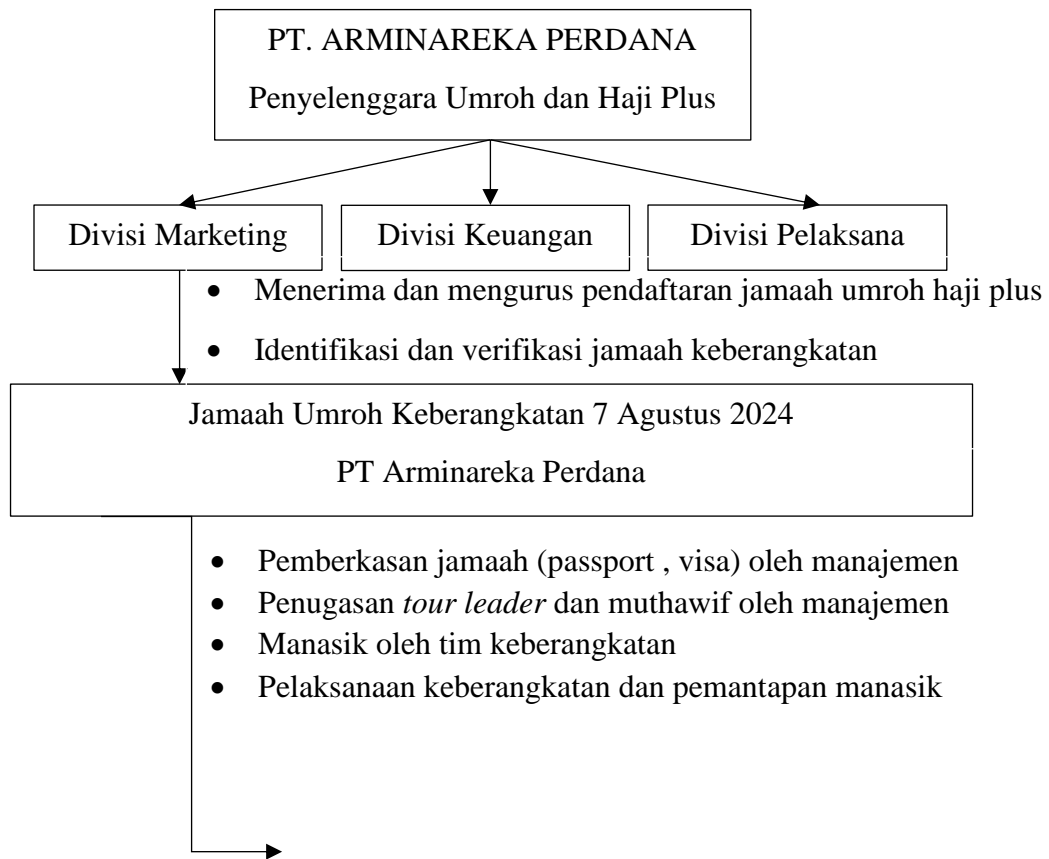 PT. ARMINAREKA PERDANA
Penyelenggara Umroh dan Haji Plus
Divisi Marketing
Divisi Keuangan
Divisi Pelaksana
• Menerima dan mengurus pendaftaran jamaah umroh haji plus
• Identifikasi dan verifikasi jamaah keberangkatan
Jamaah Umroh Keberangkatan 7 Agustus 2024
PT Arminareka Perdana
• Pemberkasan jamaah (passport , visa) oleh manajemen
• Penugasan tour leader dan muthawif oleh manajemen
• Manasik oleh tim keberangkatan
• Pelaksanaan keberangkatan dan pemantapan manasik